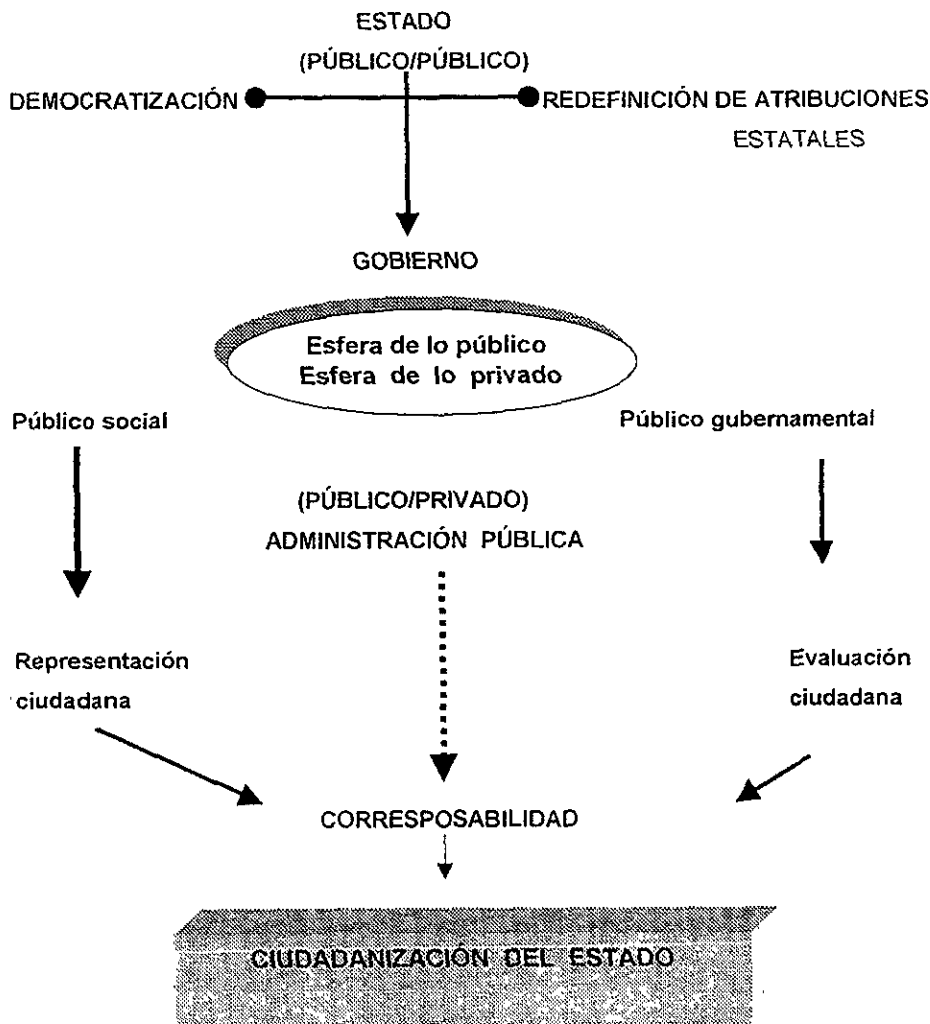 ESTADO
(PÚBLICO/PÚBLICO)
DEMOCRATIZACIÓN
REDEFINICIÓN DE ATRIBUCIONES
ESTATALES
GOBIERNO
Esfera de lo público
Esfera de lo privado
Público social
Público gubernamental
(PÚBLICO/PRIVADO)
ADMINISTRACIÓN PÚBLICA
Representación
ciudadana
Evaluación
ciudadana
CORRESPOSABILIDAD
CIUDADANIZACIÓN DEL ESTADO